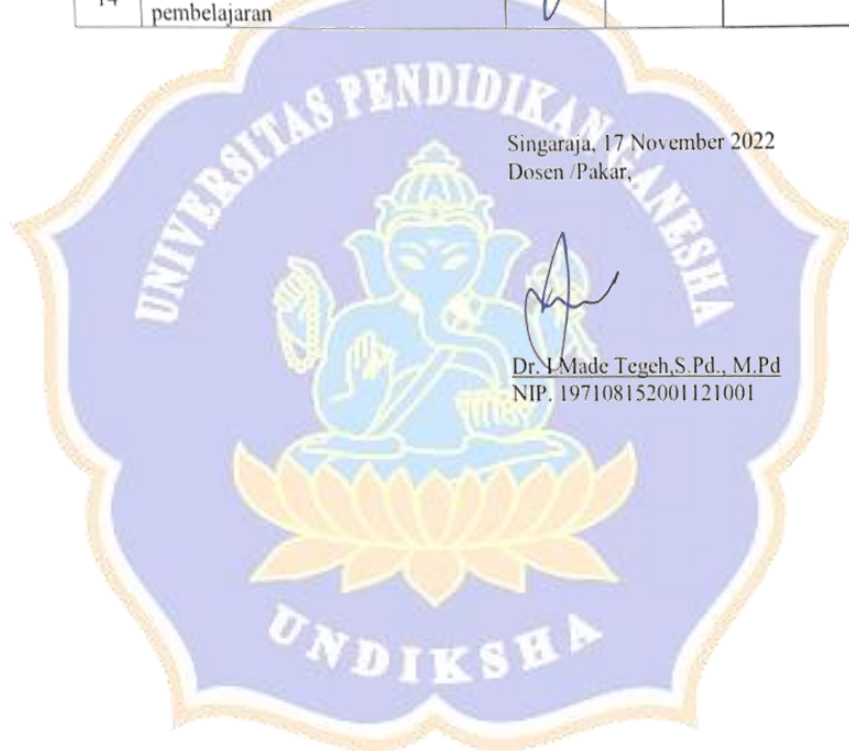 14
pembelajaran
UNIVERSITAS PENDIDIKAN GANESHA
Singaraja, 17 November 2022
Dosen /Pakar,
Dr. I Made Tegeh,S.Pd., M.Pd
NIP. 197108152001121001
UNDIKSHA